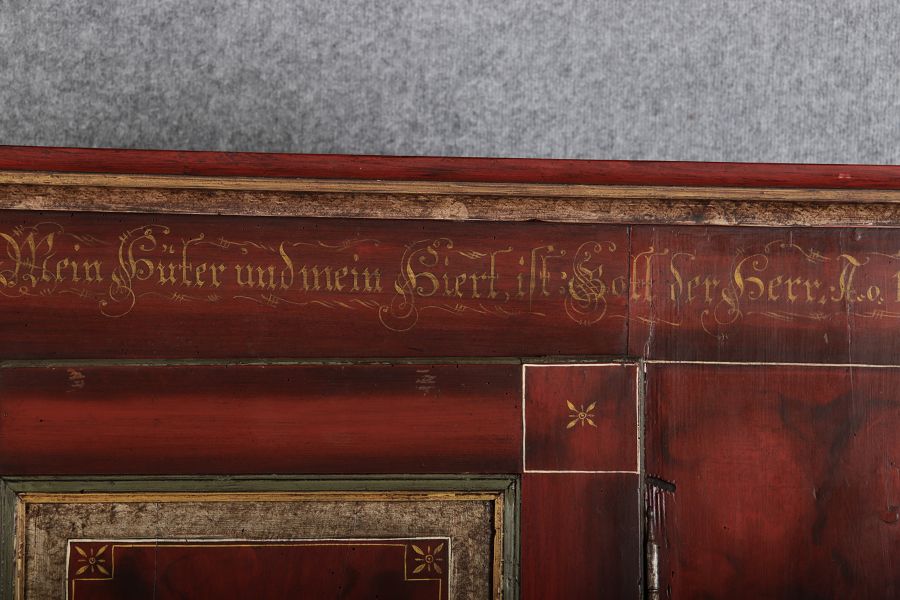 Mein Hüter und mein Hiert, ist Gott der Herr, A o.